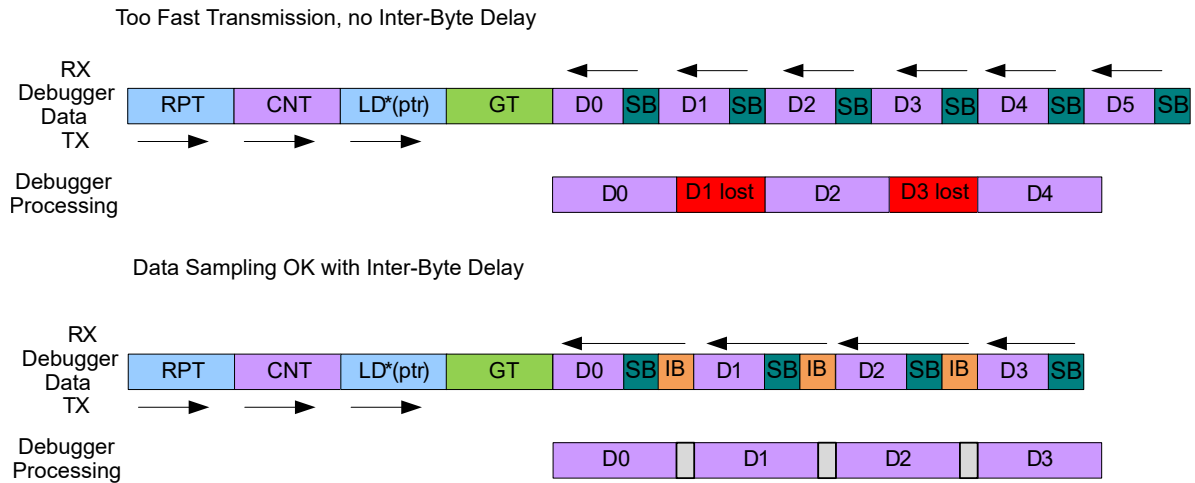 Too Fast Transmission, no Inter-Byte Delay
RX
Debugger
Data
TX
RPT CNT LD*(ptr) GT D0 SB D1 SB D2 SB D3 SB D4 SB D5 SB
Debugger
Processing
D0 D1 lost D2 D3 lost D4
Data Sampling OK with Inter-Byte Delay
RX
Debugger
Data
TX
RPT CNT LD*(ptr) GT D0 SB IB D1 SB IB D2 SB IB D3 SB
Debugger
Processing
D0 D1 D2 D3